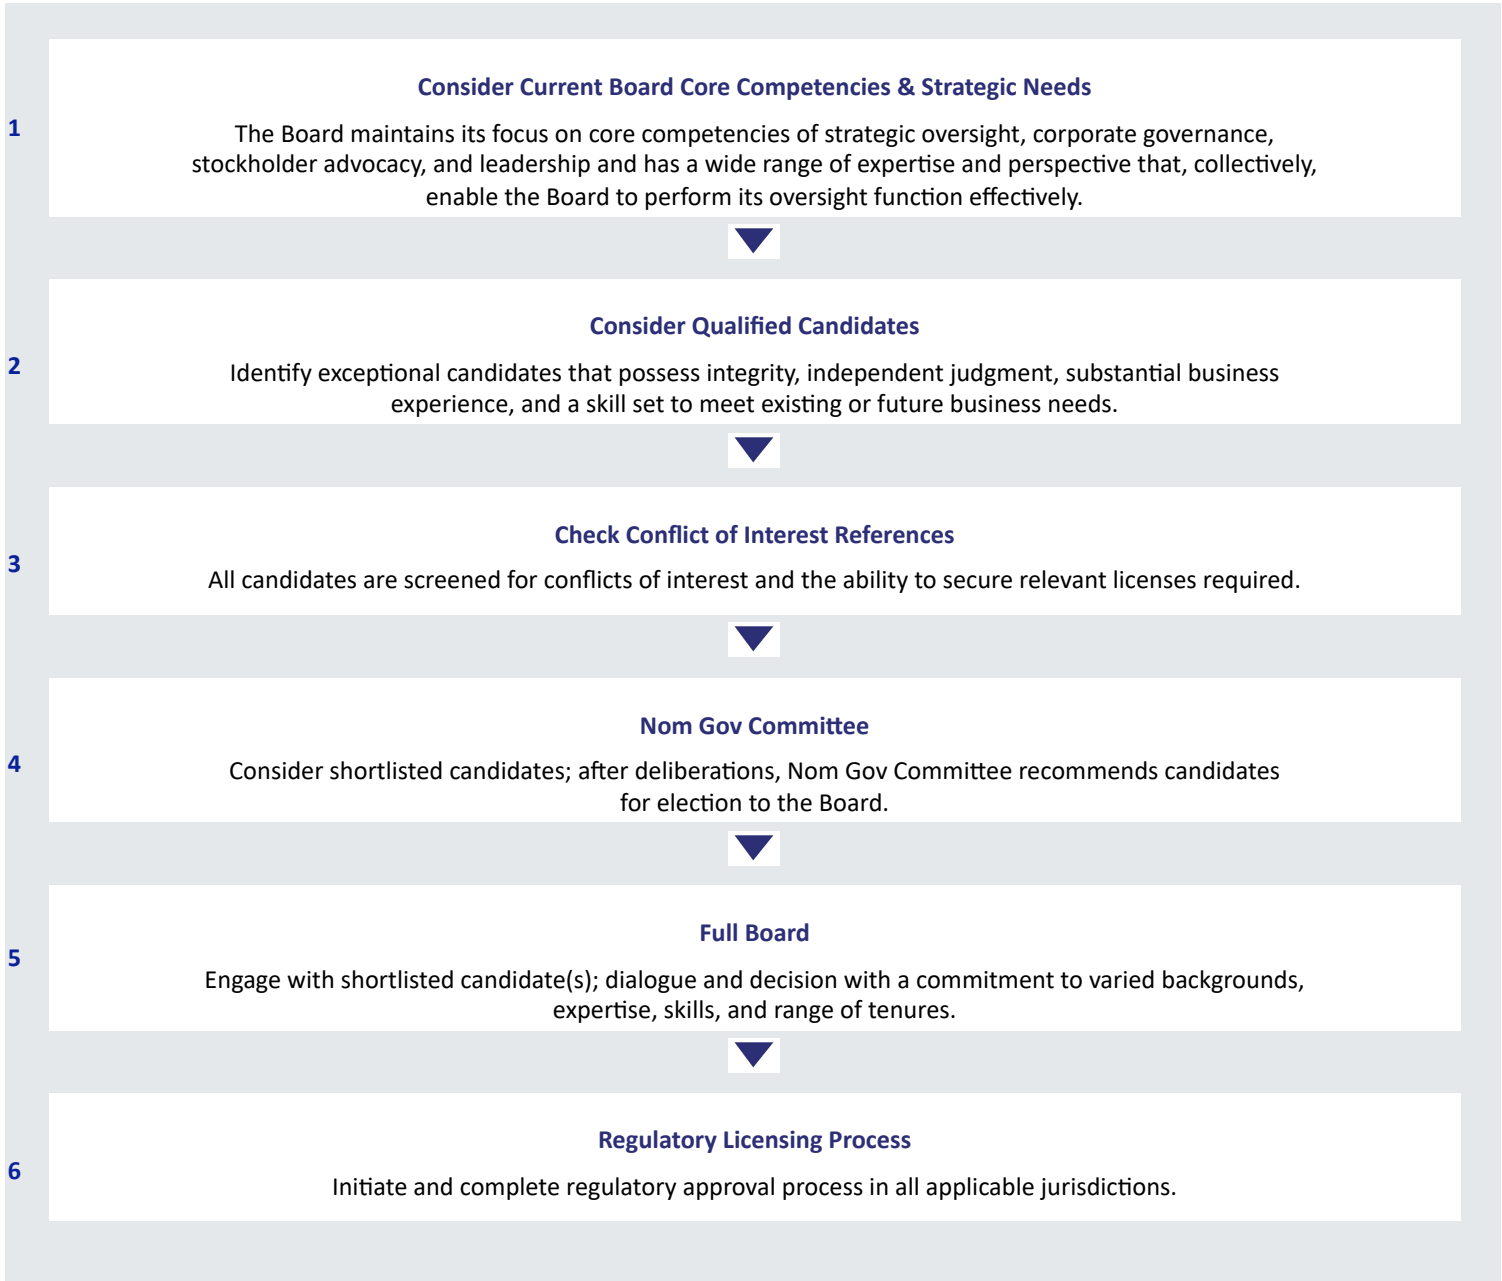 Consider Current Board Core Competencies & Strategic Needs
1
The Board maintains its focus on core competencies of strategic oversight, corporate governance,
stockholder advocacy, and leadership and has a wide range of expertise and perspective that, collectively,
enable the Board to perform its oversight function effectively.
Consider Qualified Candidates
2
Identify exceptional candidates that possess integrity, independent judgment, substantial business
experience, and a skill set to meet existing or future business needs.
Check Conflict of Interest References
3
All candidates are screened for conflicts of interest and the ability to secure relevant licenses required.
Nom Gov Committee
4
Consider shortlisted candidates; after deliberations, Nom Gov Committee recommends candidates
for election to the Board.
Full Board
5
Engage with shortlisted candidate(s); dialogue and decision with a commitment to varied backgrounds,
expertise, skills, and range of tenures.
Regulatory Licensing Process
6
Initiate and complete regulatory approval process in all applicable jurisdictions.